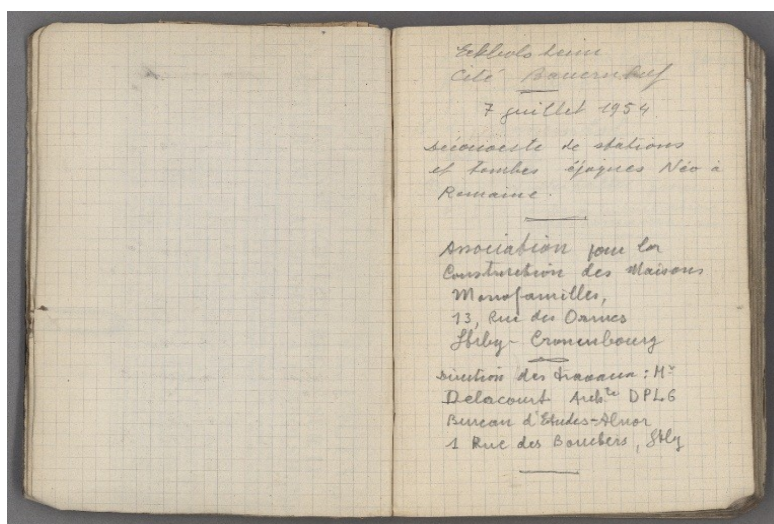 Eckbolsheim
Cité Bauernhof
7 juillet 1954
Découverte de stations
et tombes époques Néo à
Romaine.
Association pour la
Construction des Maisons
Monofamilles,
13, Rue des Ormes
Strbg-Cronenbourg
Direction des travaux : Mr
Delacourt Archte DPLG
Bureau d'Etudes-Alnor
1 Rue des Bouchers, Stbg